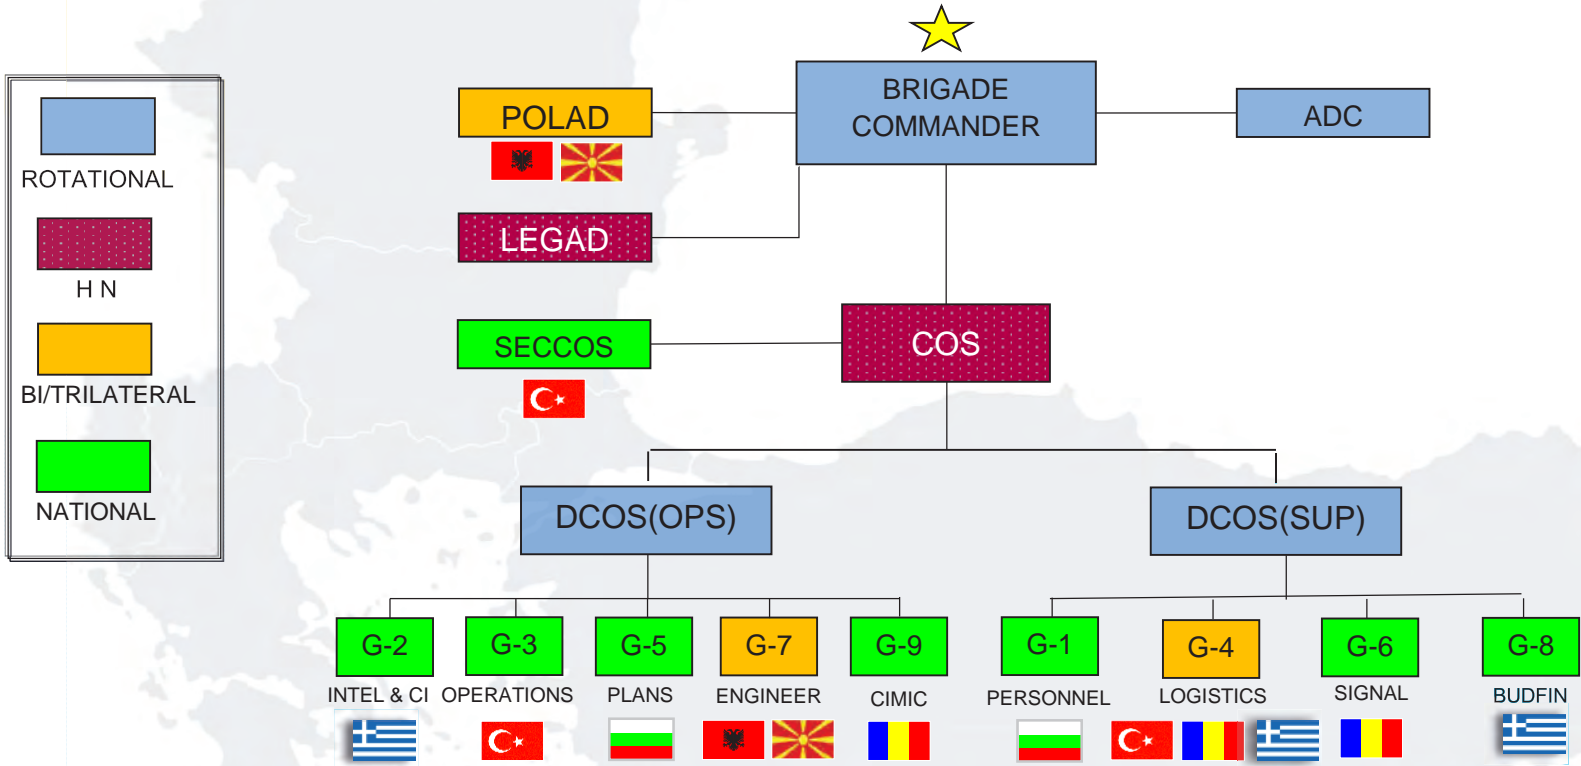 ROTATIONAL
H N
BI/TRILATERAL
NATIONAL
BRIGADE
COMMANDER
POLAD
ADC
LEGAD
SECCOS
COS
DCOS(OPS)
DCOS(SUP)
G-2
G-3
G-5
G-7
G-9
G-1
G-4
G-6
G-8
INTEL & CI
OPERATIONS
PLANS
ENGINEER
CIMIC
PERSONNEL
LOGISTICS
SIGNAL
BUDFIN